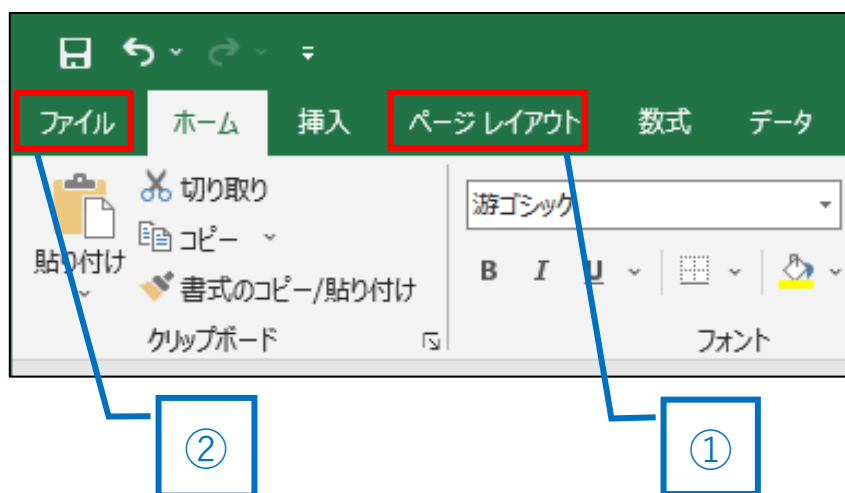 ファイル ホーム 挿入 ページ レイアウト 数式 データ
切り取り
游ゴシック
コピー
貼り付け
B I U
書式のコピー/貼り付け
クリップボード
フォント
②
①